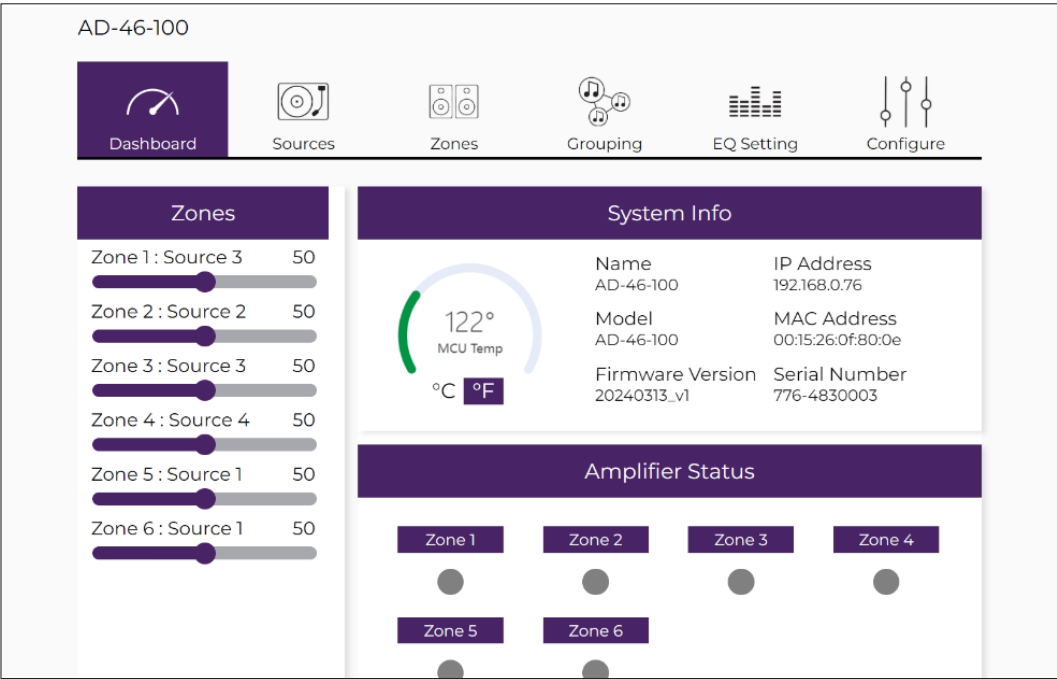 AD-46-100
Dashboard
Sources
Zones
Grouping
EQ Setting
Configure
Zones
Zone 1 : Source 3 50
Zone 2 : Source 2 50
Zone 3 : Source 3 50
Zone 4 : Source 4 50
Zone 5 : Source 1 50
Zone 6 : Source 1 50
System Info
122°
MCU Temp
°C °F
Name
AD-46-100
IP Address
192.168.0.76
Model
AD-46-100
MAC Address
00:15:26:0f:80:0e
Firmware Version
20240313_v1
Serial Number
776-4830003
Amplifier Status
Zone 1
Zone 2
Zone 3
Zone 4
Zone 5
Zone 6